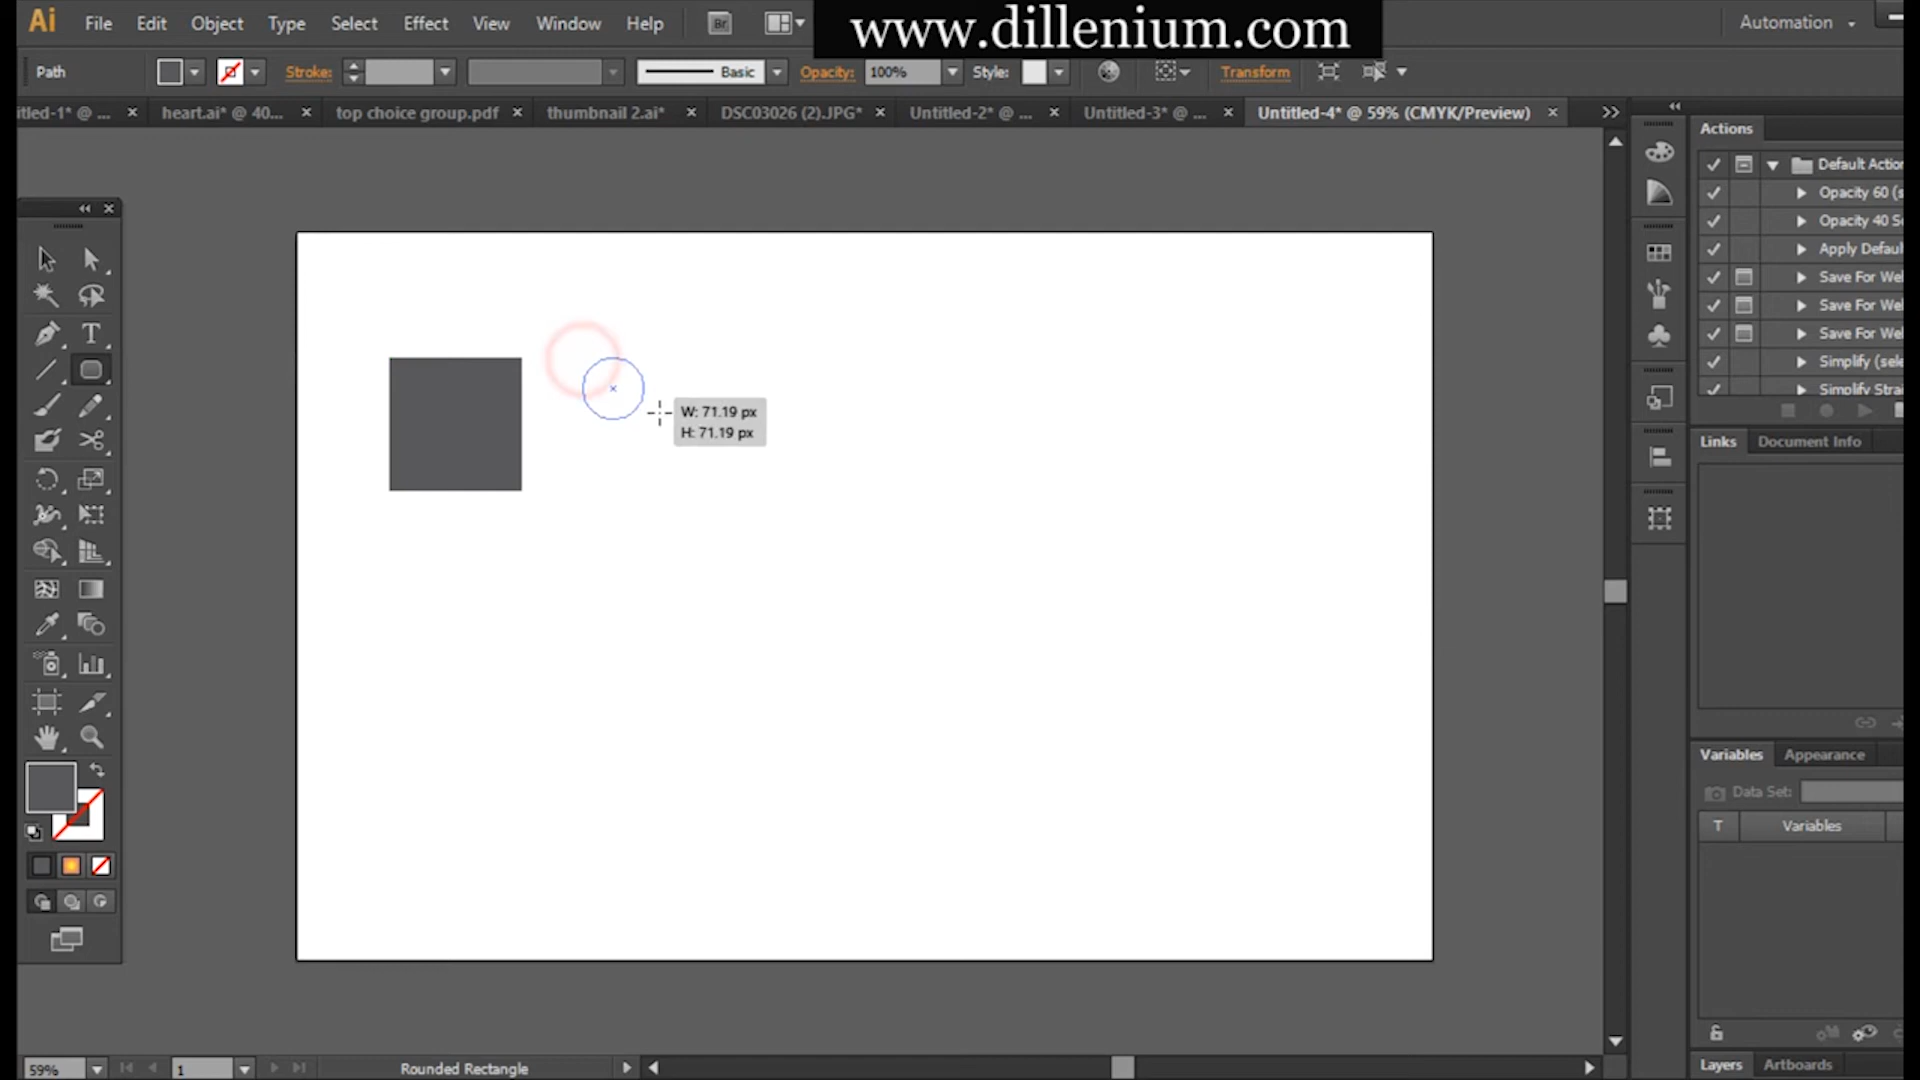 Ai File Edit Object Type Select Effect View Window Help Br www.dillenium.com Automation
Path Stroke: Basic Opacity: 100% Style: Transform
itled-1* @ ... heart.ai* @ 40... top choice group.pdf thumbnail 2.ai* DSC03026 (2).JPG* Untitled-2* @ ... Untitled-3* @ ... Untitled-4* @ 59% (CMYK/Preview)
Actions
Default Actio
Opacity 60 (s
Opacity 40 S
Apply Defaul
Save For We
Save For We
Save For We
Simplify (sele
Simplify Strai
W: 71.19 px
H: 71.19 px
T
Links Document Info
Variables Appearance
Data Set:
T Variables
59% 1 Rounded Rectangle Layers Artboards